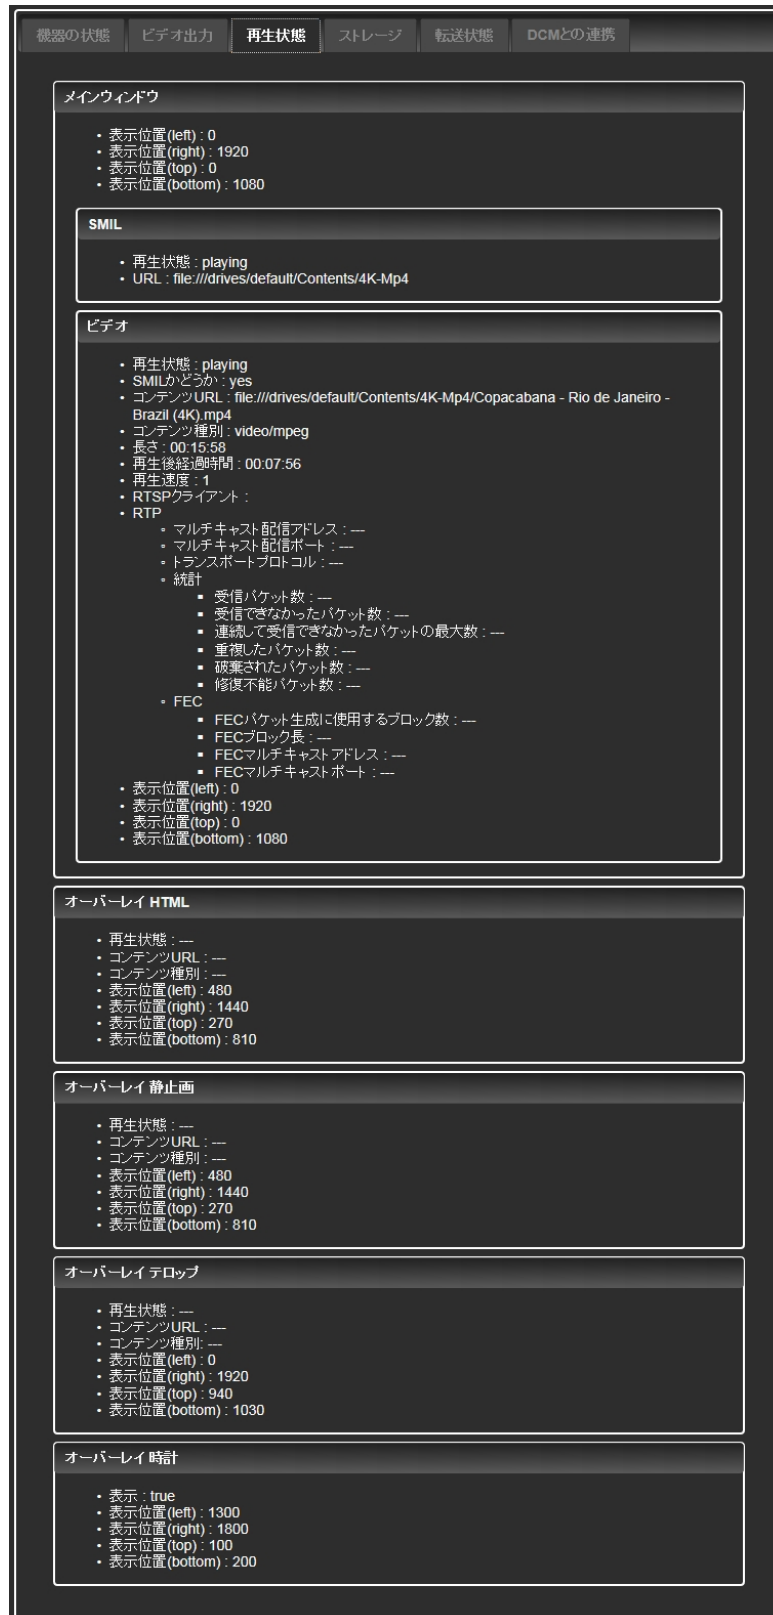 機器の状態 ビデオ出力 再生状態 ストレージ 転送状態 DCMとの連携
メインウィンドウ
• 表示位置(left) : 0
• 表示位置(right) : 1920
• 表示位置(top) : 0
• 表示位置(bottom) : 1080
SMIL
• 再生状態 : playing
• URL : file:///drives/default/Contents/4K-Mp4
ビデオ
• 再生状態 : playing
• SMILかどうか : yes
• コンテンツURL : file:///drives/default/Contents/4K-Mp4/Copacabana - Rio de Janeiro -
Brazil (4K).mp4
• コンテンツ種別 : video/mpeg
• 長さ : 00:15:58
• 再生後経過時間 : 00:07:56
• 再生速度 : 1
• RTSPクライアント :
• RTP
◦ マルチキャスト配信アドレス : ---
◦ マルチキャスト配信ポート : ---
◦ トランスポートプロトコル : ---
◦ 統計
▪ 受信パケット数 : ---
▪ 受信できなかったパケット数 : ---
▪ 連続して受信できなかったパケットの最大数 : ---
▪ 重複したパケット数 : ---
▪ 破棄されたパケット数 : ---
▪ 修復不能パケット数 : ---
◦ FEC
▪ FECパケット生成に使用するブロック数 : ---
▪ FECブロック長 : ---
▪ FECマルチキャストアドレス : ---
▪ FECマルチキャストポート : ---
• 表示位置(left) : 0
• 表示位置(right) : 1920
• 表示位置(top) : 0
• 表示位置(bottom) : 1080
オーバーレイ HTML
• 再生状態 : ---
• コンテンツURL : ---
• コンテンツ種別 : ---
• 表示位置(left) : 480
• 表示位置(right) : 1440
• 表示位置(top) : 270
• 表示位置(bottom) : 810
オーバーレイ 静止画
• 再生状態 : ---
• コンテンツURL : ---
• コンテンツ種別 : ---
• 表示位置(left) : 480
• 表示位置(right) : 1440
• 表示位置(top) : 270
• 表示位置(bottom) : 810
オーバーレイ テロップ
• 再生状態 : ---
• コンテンツURL : ---
• コンテンツ種別: ---
• 表示位置(left) : 0
• 表示位置(right) : 1920
• 表示位置(top) : 940
• 表示位置(bottom) : 1030
オーバーレイ 時計
• 表示 : true
• 表示位置(left) : 1300
• 表示位置(right) : 1800
• 表示位置(top) : 100
• 表示位置(bottom) : 200